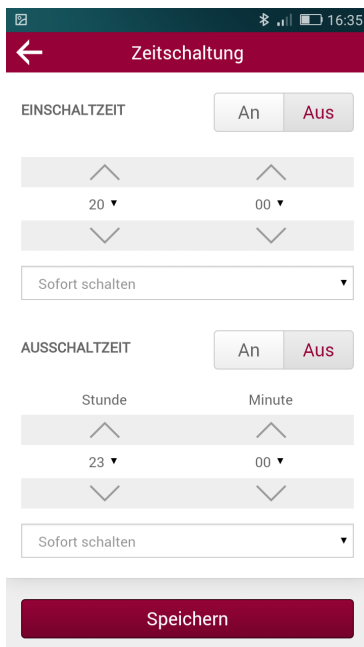 16:35
Zeitschaltung
EINSCHALTZEIT An Aus
20 00
Sofort schalten
AUSSCHALTZEIT An Aus
Stunde Minute
23 00
Sofort schalten
Speichern